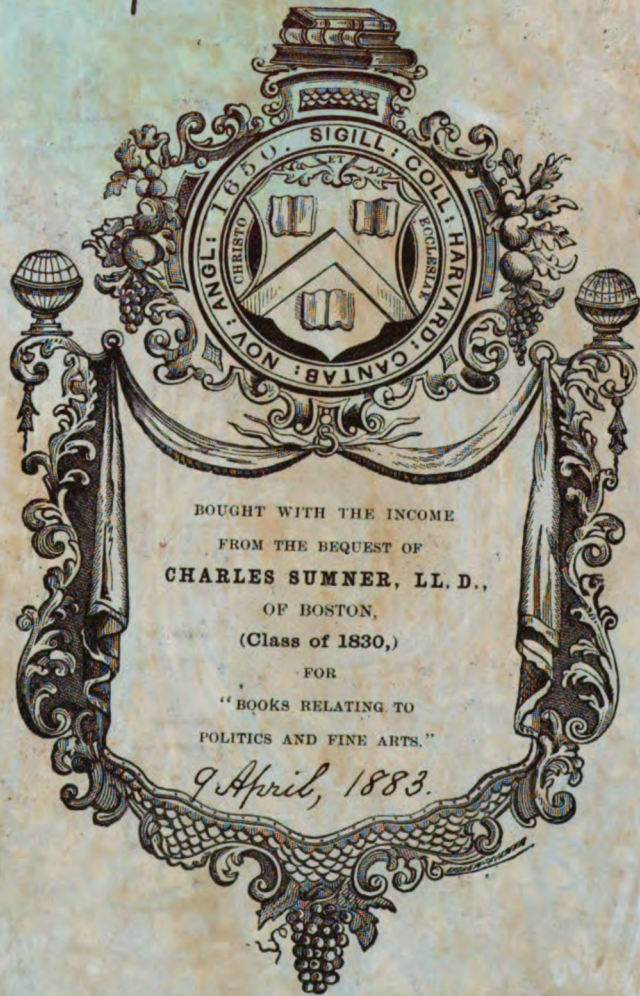 SIGILL: COLL: HARVARD: CANTAB: NOV: ANGL: 1650.
ET
CHRISTO
ECCLESIAE
BOUGHT WITH THE INCOME
FROM THE BEQUEST OF
CHARLES SUMNER, LL. D.,
OF BOSTON,
(Class of 1830,)
FOR
"BOOKS RELATING TO
POLITICS AND FINE ARTS."
9 April, 1883.